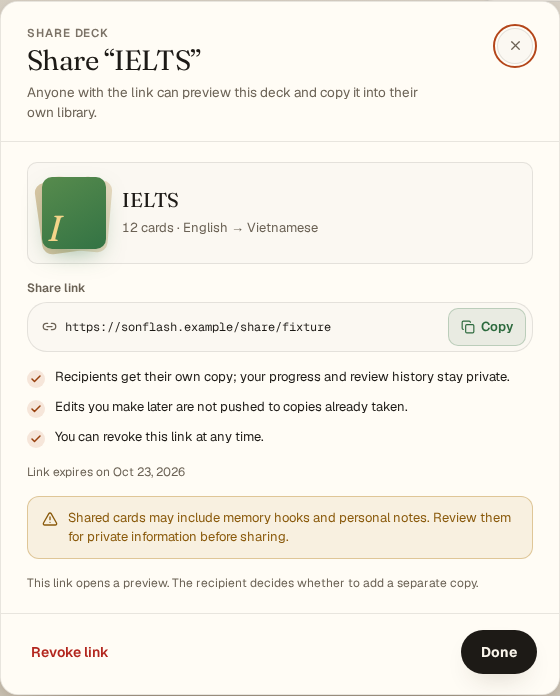 SHARE DECK
Share “IELTS”
Anyone with the link can preview this deck and copy it into their
own library.
I
IELTS
12 cards · English → Vietnamese
Share link
https://sonflash.example/share/fixture
Copy
Recipients get their own copy; your progress and review history stay private.
Edits you make later are not pushed to copies already taken.
You can revoke this link at any time.
Link expires on Oct 23, 2026
Shared cards may include memory hooks and personal notes. Review them
for private information before sharing.
This link opens a preview. The recipient decides whether to add a separate copy.
Revoke link
Done